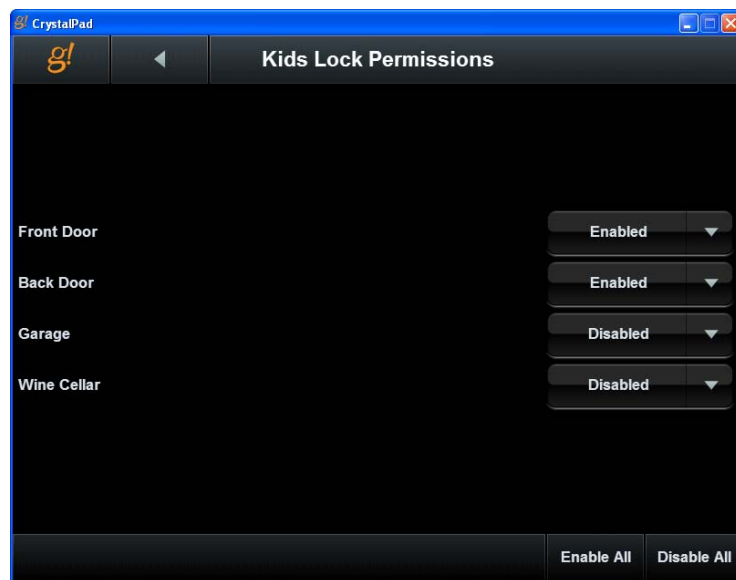 g! CrystalPad
g! Kids Lock Permissions
Front Door Enabled
Back Door Enabled
Garage Disabled
Wine Cellar Disabled
Enable All Disable All